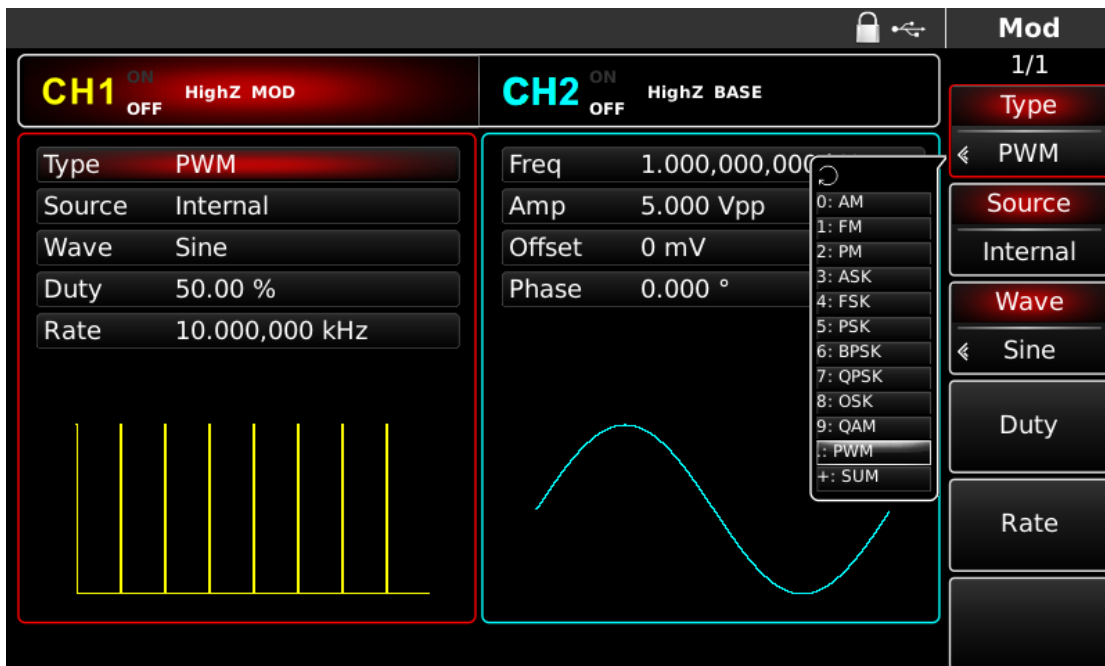 Mod
1/1
CH1 ON OFF HighZ MOD
CH2 ON OFF HighZ BASE
Type PWM
Source Internal
Wave Sine
Duty 50.00 %
Rate 10.000,000 kHz
Freq 1.000,000,000
Amp 5.000 Vpp
Offset 0 mV
Phase 0.000 °
0: AM
1: FM
2: PM
3: ASK
4: FSK
5: PSK
6: BPSK
7: QPSK
8: OSK
9: QAM
.: PWM
+: SUM
Type
PWM
Source
Internal
Wave
Sine
Duty
Rate